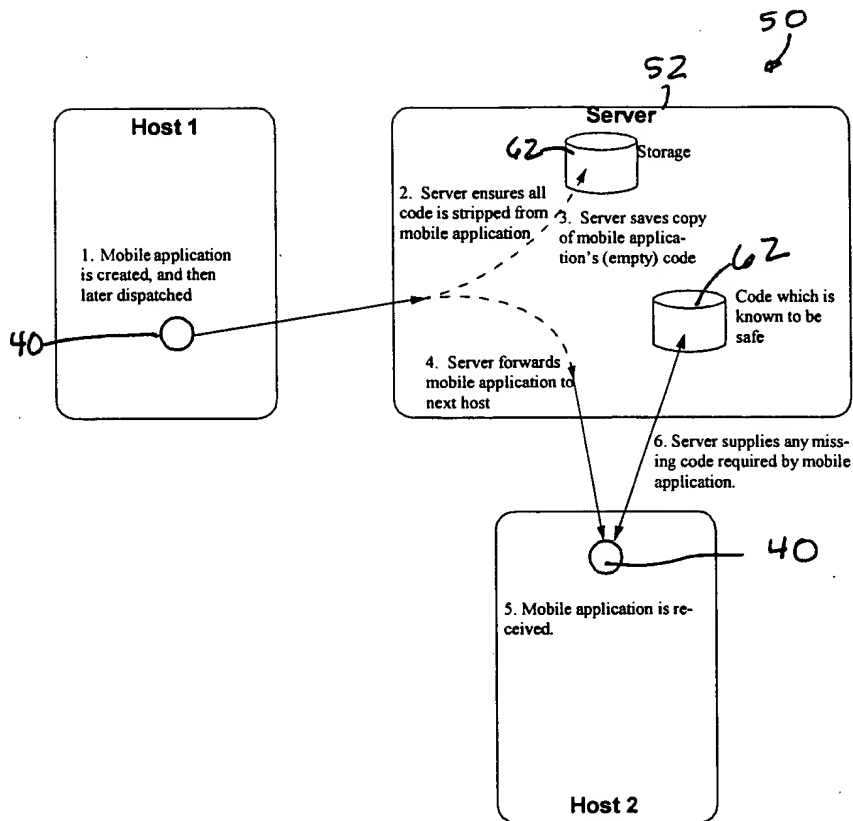 50
52
Host 1
Server
62
Storage
2. Server ensures all
code is stripped from
mobile application
3. Server saves copy
of mobile applica-
tion's (empty) code
1. Mobile application
is created, and then
later dispatched
62
Code which is
known to be
safe
40
4. Server forwards
mobile application to
next host
6. Server supplies any miss-
ing code required by mobile
application.
40
5. Mobile application is re-
ceived.
Host 2